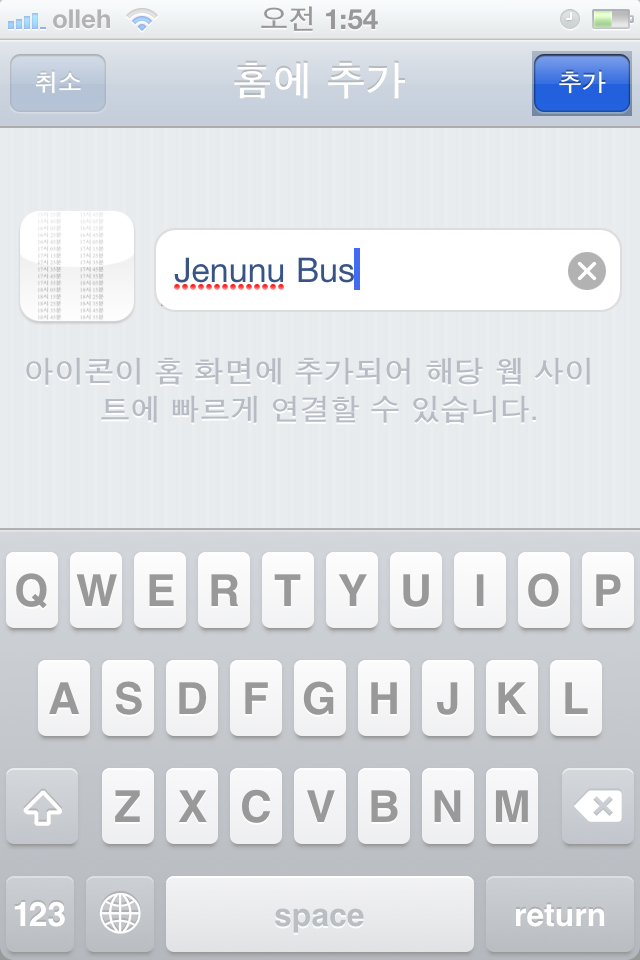 olleh 오전 1:54
취소 홈에 추가 추가
Jenunu Bus
아이콘이 홈 화면에 추가되어 해당 웹 사이
트에 빠르게 연결할 수 있습니다.
Q W E R T Y U I O P
A S D F G H J K L
Z X C V B N M
123 space return